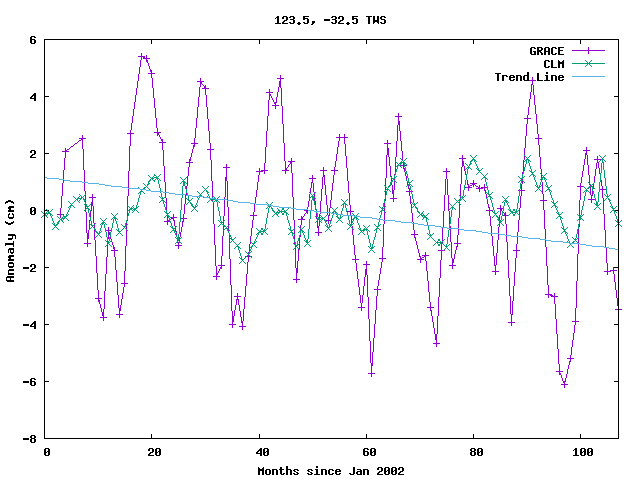 123.5, -32.5 TWS
GRACE
CLM
Trend Line
6
4
2
0
-2
-4
-6
-8
Anomaly (cm)
0 20 40 60 80 100
Months since Jan 2002